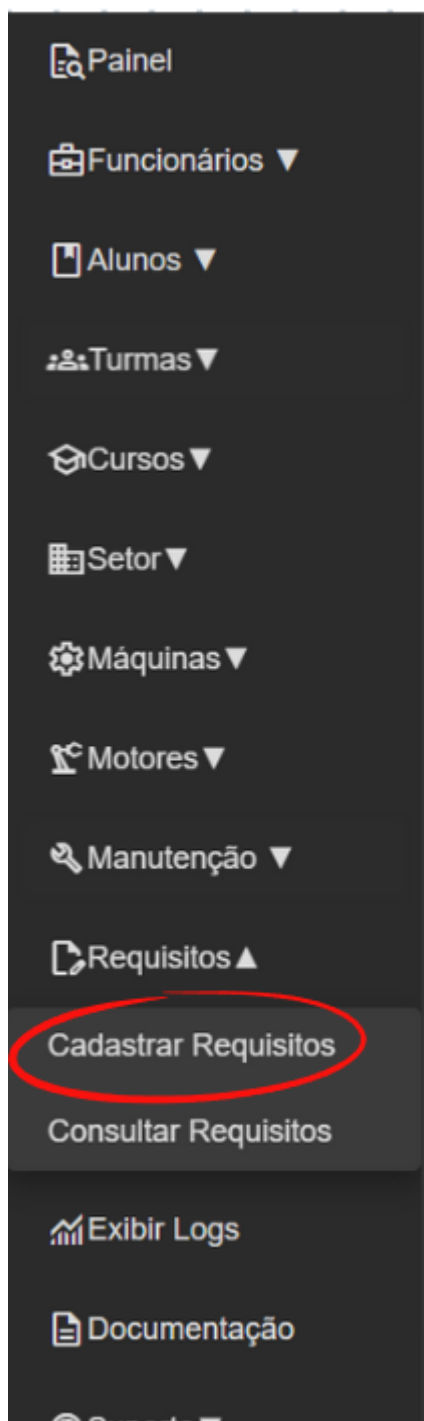 Painel
Funcionários ▼
Alunos ▼
Turmas▼
Cursos▼
Setor▼
Máquinas▼
Motores▼
Manutenção ▼
Requisitos▲
Cadastrar Requisitos
Consultar Requisitos
Exibir Logs
Documentação